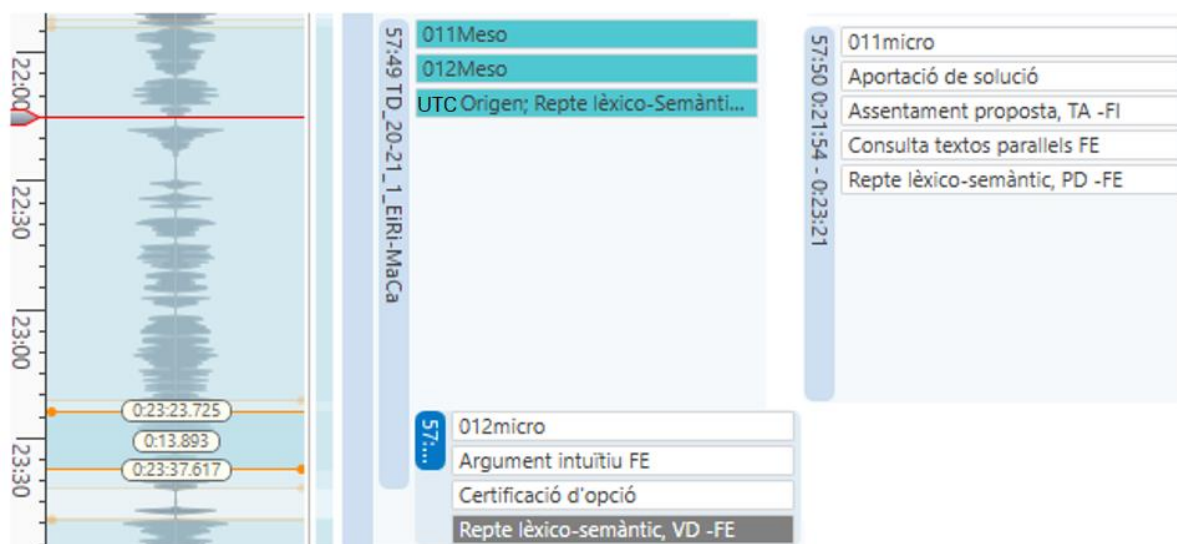 22:00
22:30
23:00
23:30
0:23:23.725
0:13.893
0:23:37.617
57:49 TD_20-21_1_EiRi-MaCa
011Meso
012Meso
UTC Origen; Repte lèxico-Semànti...
57:...
012micro
Argument intuïtiu FE
Certificació d'opció
Repte lèxico-semàntic, VD -FE
57:50 0:21:54 - 0:23:21
011micro
Aportació de solució
Assentament proposta, TA -FI
Consulta textos parallels FE
Repte lèxico-semàntic, PD -FE